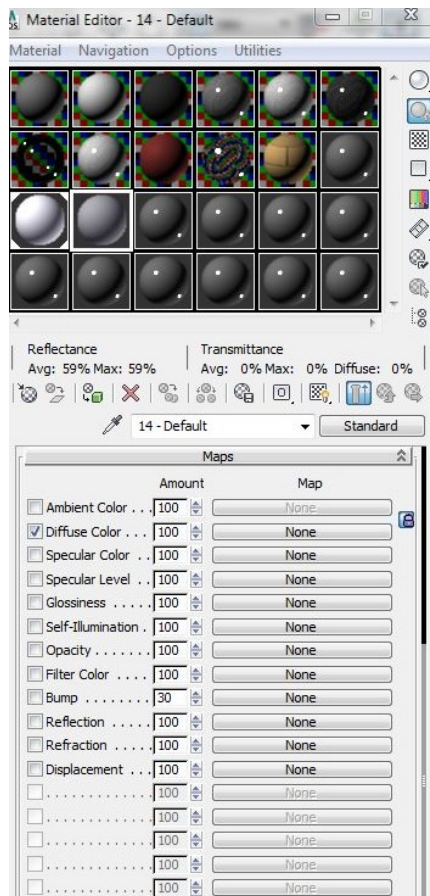 Material Editor - 14 - Default
Material Navigation Options Utilities
Reflectance Transmittance
Avg: 59% Max: 59% Avg: 0% Max: 0% Diffuse: 0%
14 - Default Standard
Maps
Amount Map
Ambient Color . . . 100 None
Diffuse Color . . . 100 None
Specular Color . . 100 None
Specular Level . . 100 None
Glossiness . . . . . 100 None
Self-Illumination . 100 None
Opacity . . . . . . . 100 None
Filter Color . . . . 100 None
Bump . . . . . . . . 30 None
Reflection . . . . . 100 None
Refraction . . . . . 100 None
Displacement . . . 100 None
. . . . . . . . . . . . . 100 None
. . . . . . . . . . . . . 100 None
. . . . . . . . . . . . . 100 None
. . . . . . . . . . . . . 100 None
. . . . . . . . . . . . . 100 None